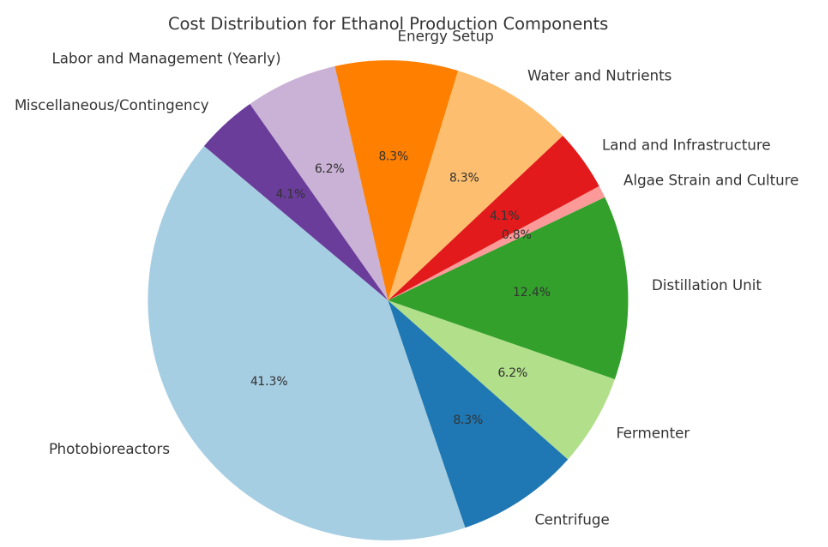 Cost Distribution for Ethanol Production Components
Energy Setup
Labor and Management (Yearly)
Water and Nutrients
Miscellaneous/Contingency
Land and Infrastructure
Algae Strain and Culture
8.3%
6.2%
8.3%
4.1%
4.1%
0.8%
Distillation Unit
12.4%
6.2%
41.3%
8.3%
Fermenter
Photobioreactors
Centrifuge